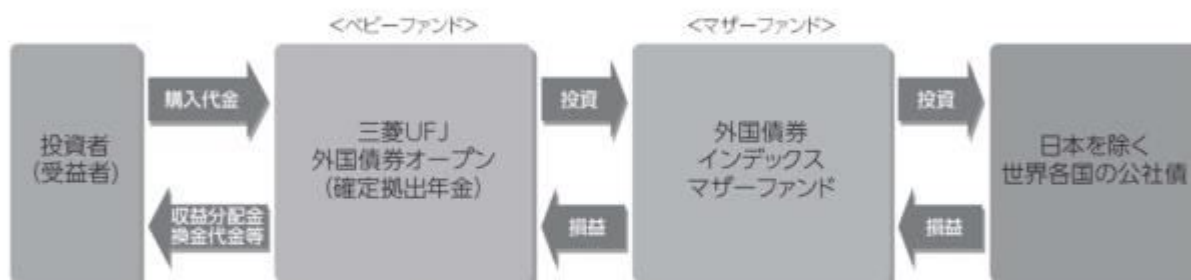 <ベビーファンド>
<マザーファンド>
投資者
(受益者)
購入代金
収益分配金
換金代金等
三菱UFJ
外国債券オープン
(確定拠出年金)
投資
損益
外国債券
インデックス
マザーファンド
投資
損益
日本を除く
世界各国の公社債